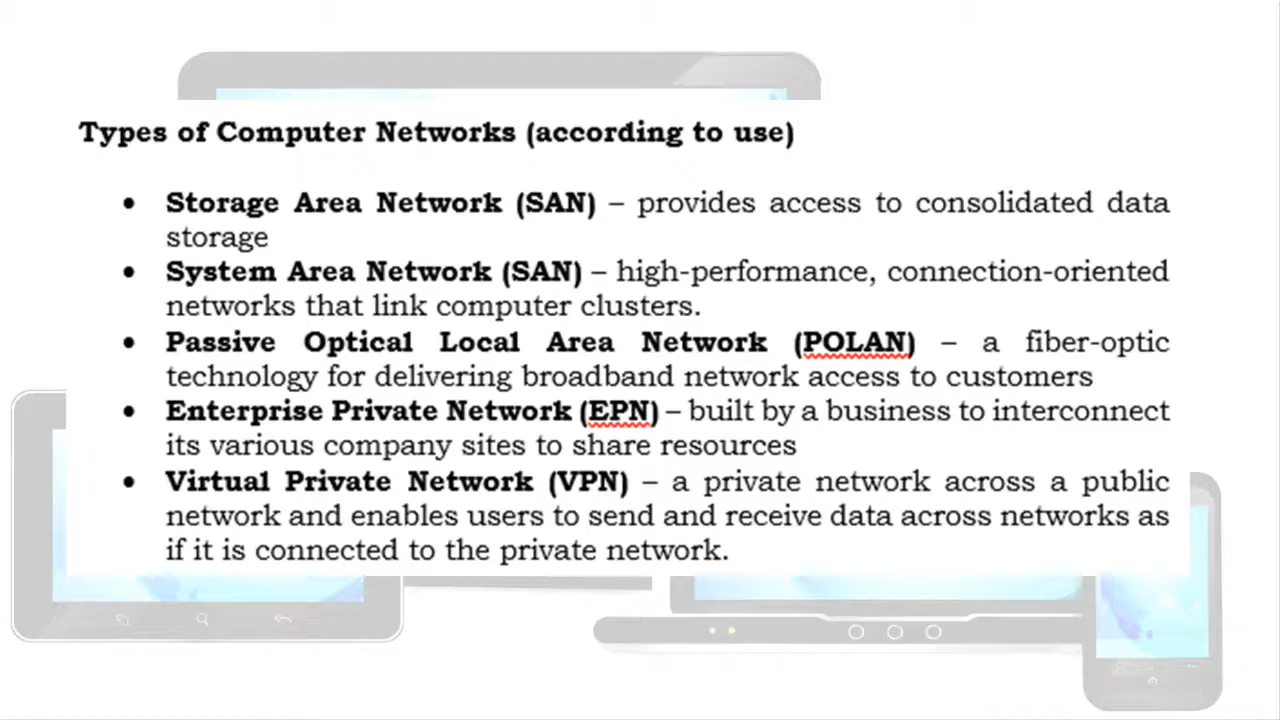 Types of Computer Networks (according to use)
• Storage Area Network (SAN) – provides access to consolidated data
storage
• System Area Network (SAN) – high-performance, connection-oriented
networks that link computer clusters.
• Passive Optical Local Area Network (POLAN) – a fiber-optic
technology for delivering broadband network access to customers
• Enterprise Private Network (EPN) – built by a business to interconnect
its various company sites to share resources
• Virtual Private Network (VPN) – a private network across a public
network and enables users to send and receive data across networks as
if it is connected to the private network.